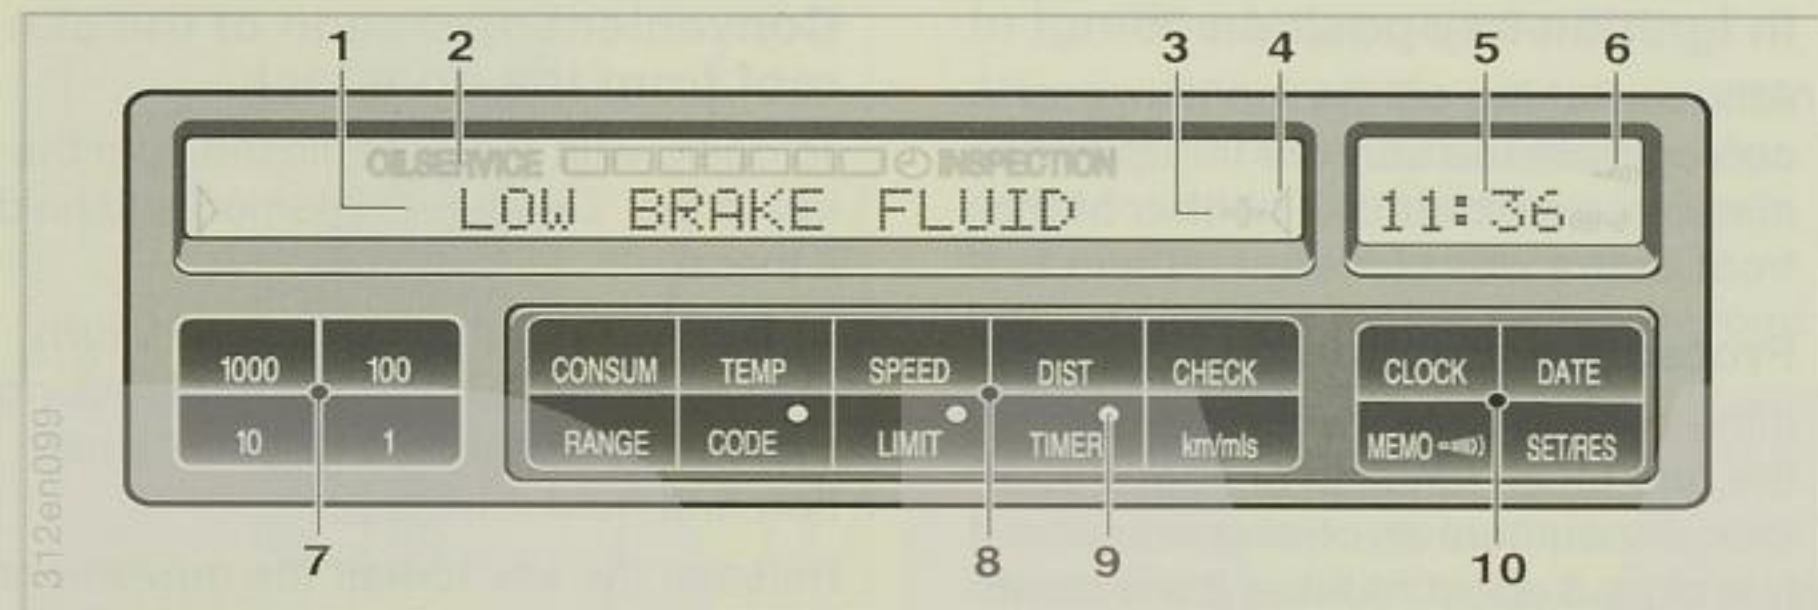 1 2 3 4 5 6
OILSERVICE INSPECTION
LOW BRAKE FLUID 11:36
1000 100 CONSUM TEMP SPEED DIST CHECK CLOCK DATE
10 1 RANGE CODE LIMIT TIMER km/mls MEMO SET/RES
7 8 9 10
312en099